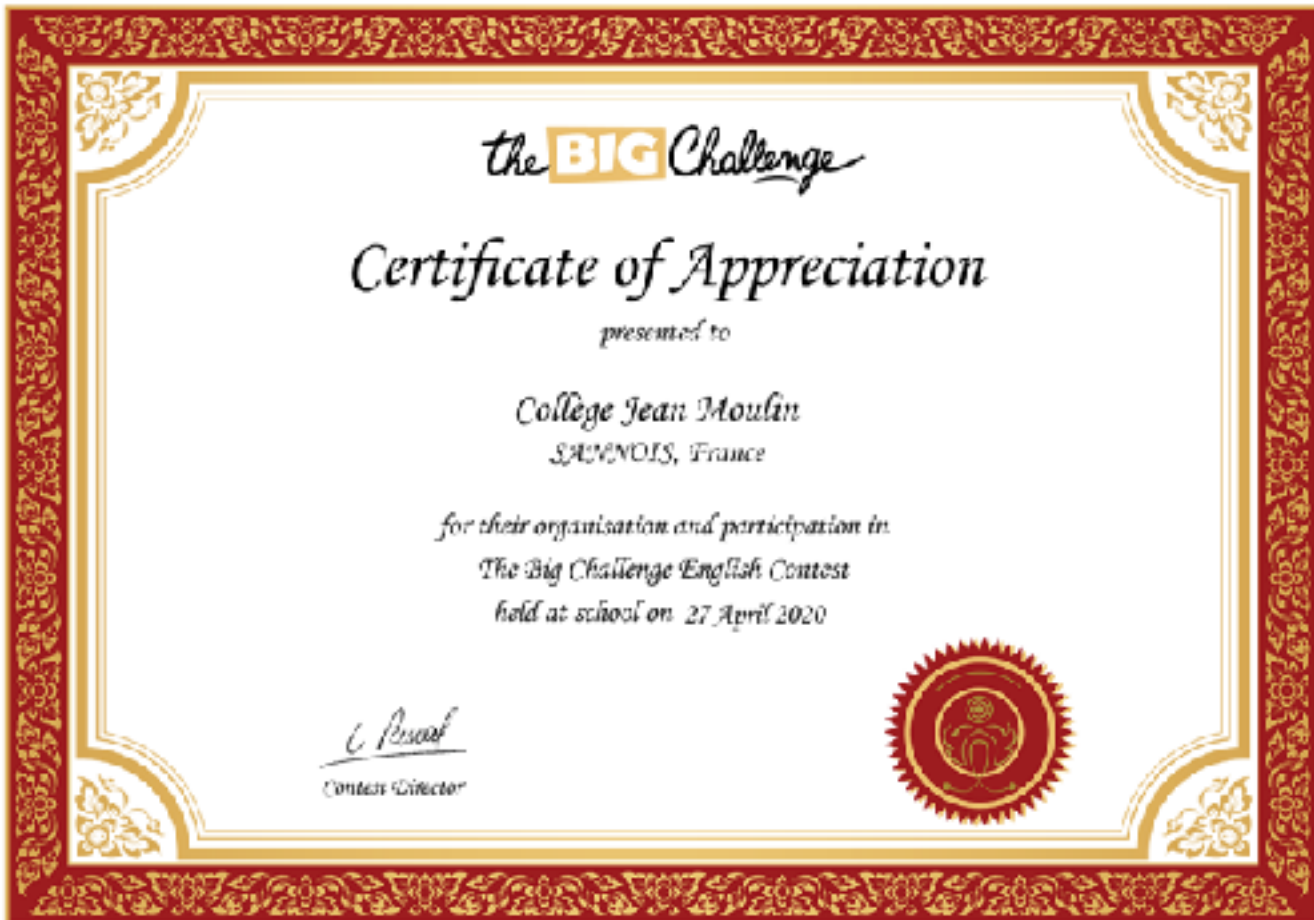 the BIG Challenge
Certificate of Appreciation
presented to
Collège Jean Moulin
SANNOIS, France
for their organisation and participation in
The Big Challenge English Contest
held at school on 27 April 2020
Contest Director